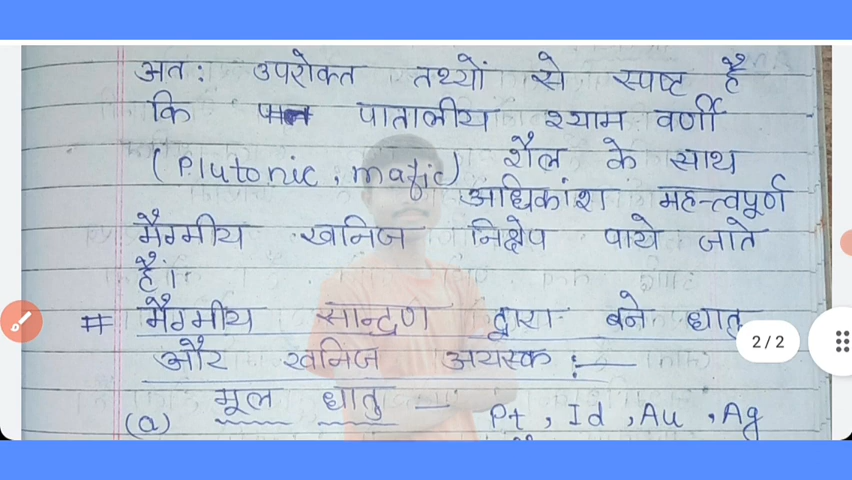 अत: उपरोक्त तथ्यों से स्पष्ट है
कि पातालीय श्याम वर्णी
(Plutonic : mafic) शैल के साथ
अधिकांश महत्त्वपूर्ण
मैग्मीय खनिज निक्षेप पाये जाते
हैं।
# मैग्मीय सान्द्रण द्वारा बने धातु
और खनिज अयस्क :—
(a) मूल धातु — Pt, Id, Au, Ag
2/2